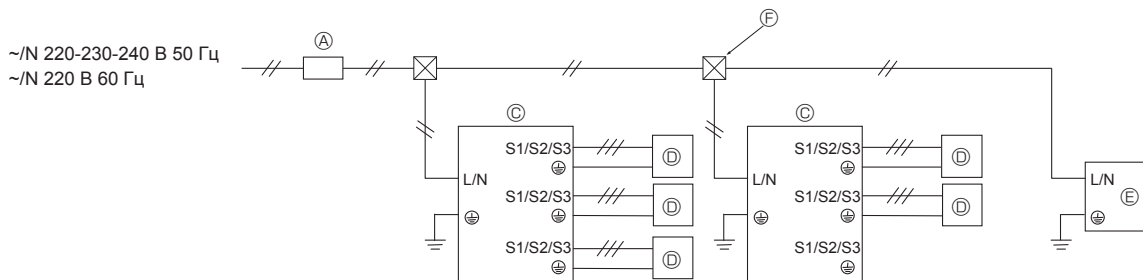 ~/N 220-230-240 В 50 Гц
~/N 220 В 60 Гц
Ⓐ
Ⓕ
Ⓒ
Ⓒ
S1/S2/S3
Ⓓ
S1/S2/S3
Ⓓ
L/N
L/N
L/N
Ⓔ
S1/S2/S3
Ⓓ
S1/S2/S3
Ⓓ
S1/S2/S3
Ⓓ
S1/S2/S3